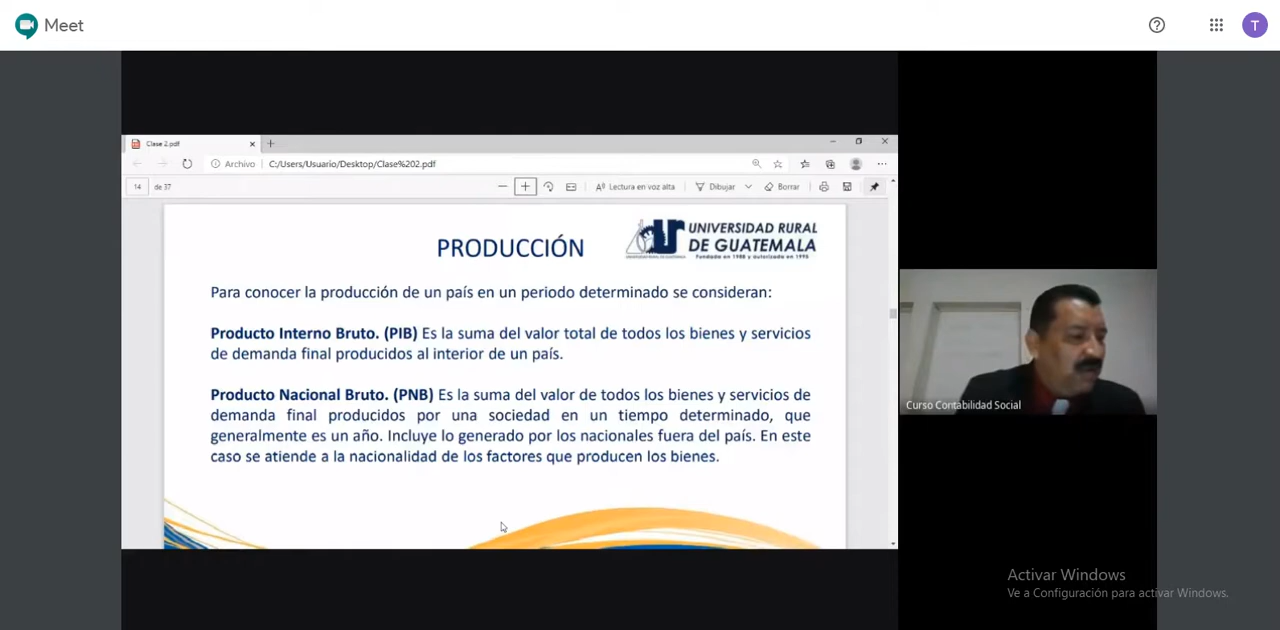 Meet
T
Clase 2.pdf
Archivo C:/Users/Usuario/Desktop/Clase%202.pdf
14 de 37
Lectura en voz alta Dibujar Borrar
PRODUCCIÓN
UNIVERSIDAD RURAL
DE GUATEMALA
Fundada en 1988 y autorizada en 1995
Para conocer la producción de un país en un periodo determinado se consideran:
Producto Interno Bruto. (PIB) Es la suma del valor total de todos los bienes y servicios
de demanda final producidos al interior de un país.
Producto Nacional Bruto. (PNB) Es la suma del valor de todos los bienes y servicios de
demanda final producidos por una sociedad en un tiempo determinado, que
generalmente es un año. Incluye lo generado por los nacionales fuera del país. En este
caso se atiende a la nacionalidad de los factores que producen los bienes.
Curso Contabilidad Social
Activar Windows
Ve a Configuración para activar Windows.